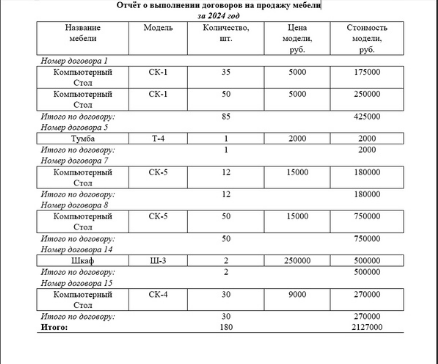 Отчёт о выполнении договоров на продажу мебели
за 2024 год
Название мебели Модель Количество, шт. Цена модели, руб. Стоимость модели, руб.
Номер договора 1
Компьютерный Стол СК-1 35 5000 175000
Компьютерный Стол СК-1 50 5000 250000
Итого по договору: 85 425000
Номер договора 5
Тумба Т-4 1 2000 2000
Итого по договору: 1 2000
Номер договора 7
Компьютерный Стол СК-5 12 15000 180000
Итого по договору: 12 180000
Номер договора 8
Компьютерный Стол СК-5 50 15000 750000
Итого по договору: 50 750000
Номер договора 14
Шкаф Ш-3 2 250000 500000
Итого по договору: 2 500000
Номер договора 15
Компьютерный Стол СК-4 30 9000 270000
Итого по договору: 30 270000
Итого: 180 2127000